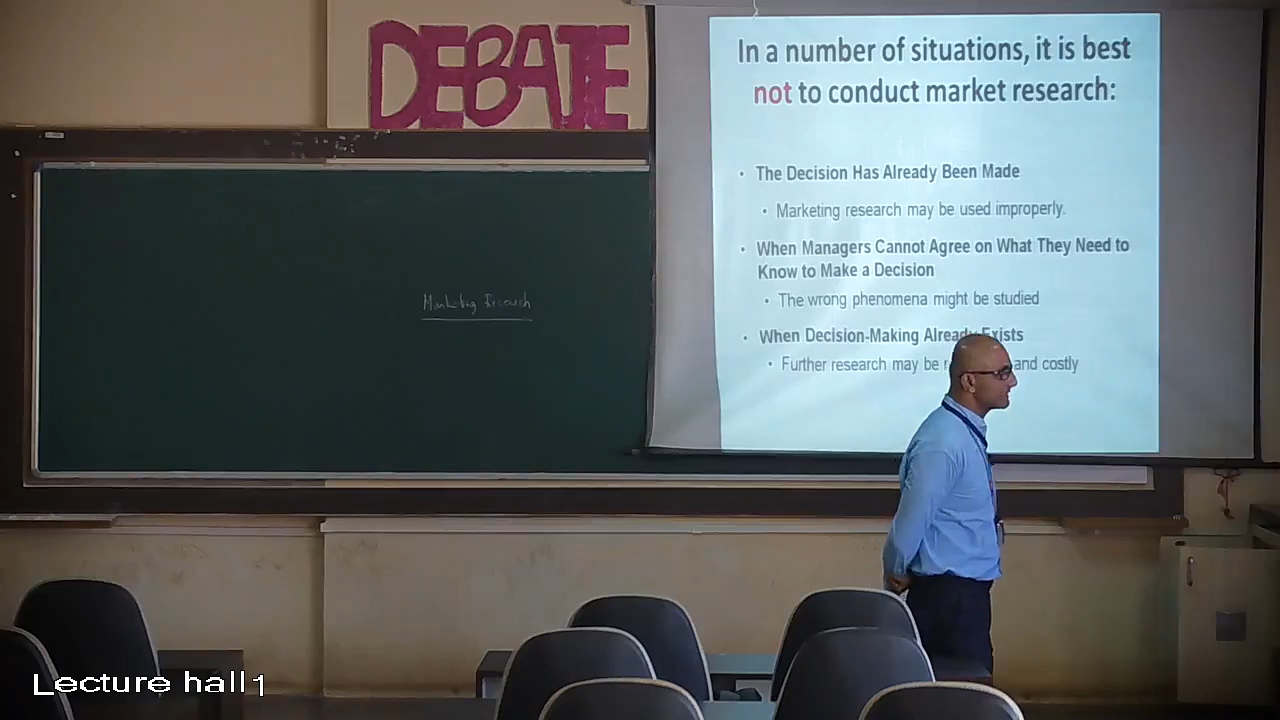 DEBATE
In a number of situations, it is best
not to conduct market research:
• The Decision Has Already Been Made
• Marketing research may be used improperly.
• When Managers Cannot Agree on What They Need to
Know to Make a Decision
• The wrong phenomena might be studied
• When Decision-Making Already Exists
• Further research may be and costly
Marketing Research
Lecture hall 1